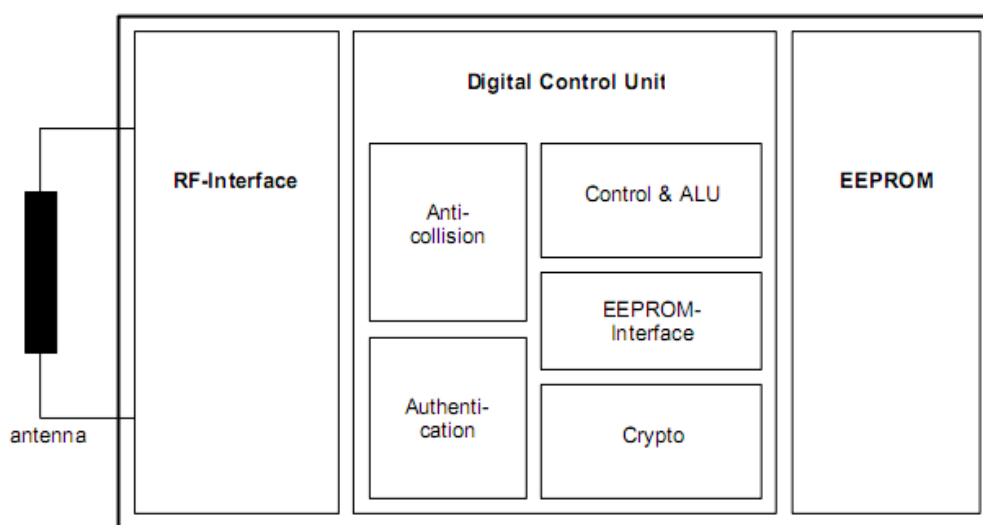 Digital Control Unit
RF-Interface
EEPROM
Anti-
collision
Control & ALU
EEPROM-
Interface
Authenti-
cation
Crypto
antenna